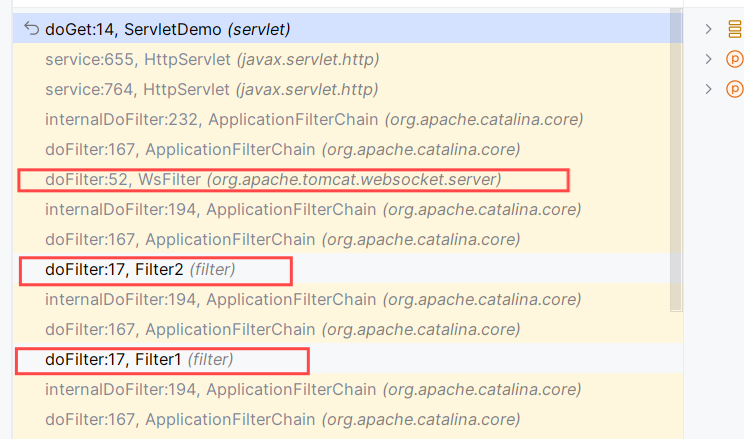 doGet:14, ServletDemo (servlet)
service:655, HttpServlet (javax.servlet.http)
service:764, HttpServlet (javax.servlet.http)
internalDoFilter:232, ApplicationFilterChain (org.apache.catalina.core)
doFilter:167, ApplicationFilterChain (org.apache.catalina.core)
doFilter:52, WsFilter (org.apache.tomcat.websocket.server)
internalDoFilter:194, ApplicationFilterChain (org.apache.catalina.core)
doFilter:167, ApplicationFilterChain (org.apache.catalina.core)
doFilter:17, Filter2 (filter)
internalDoFilter:194, ApplicationFilterChain (org.apache.catalina.core)
doFilter:167, ApplicationFilterChain (org.apache.catalina.core)
doFilter:17, Filter1 (filter)
internalDoFilter:194, ApplicationFilterChain (org.apache.catalina.core)
doFilter:167, ApplicationFilterChain (org.apache.catalina.core)
p
p